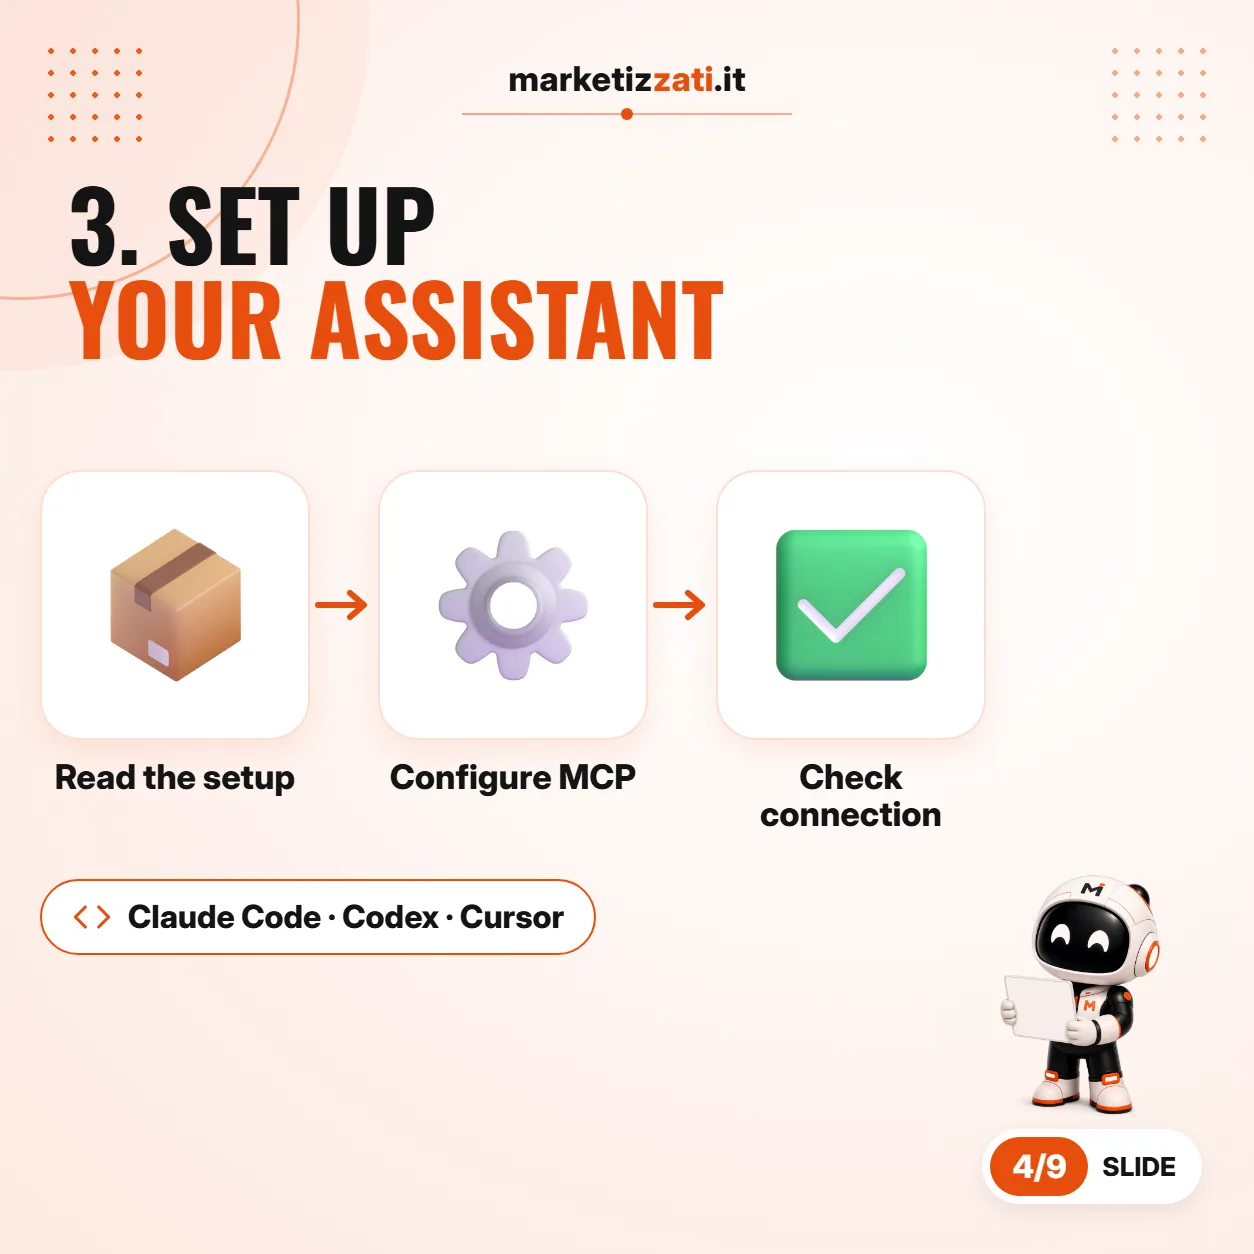 marketizzati.it
3. SET UP
YOUR ASSISTANT
Read the setup
Configure MCP
Check
connection
Claude Code · Codex · Cursor
M
M
4/9 SLIDE